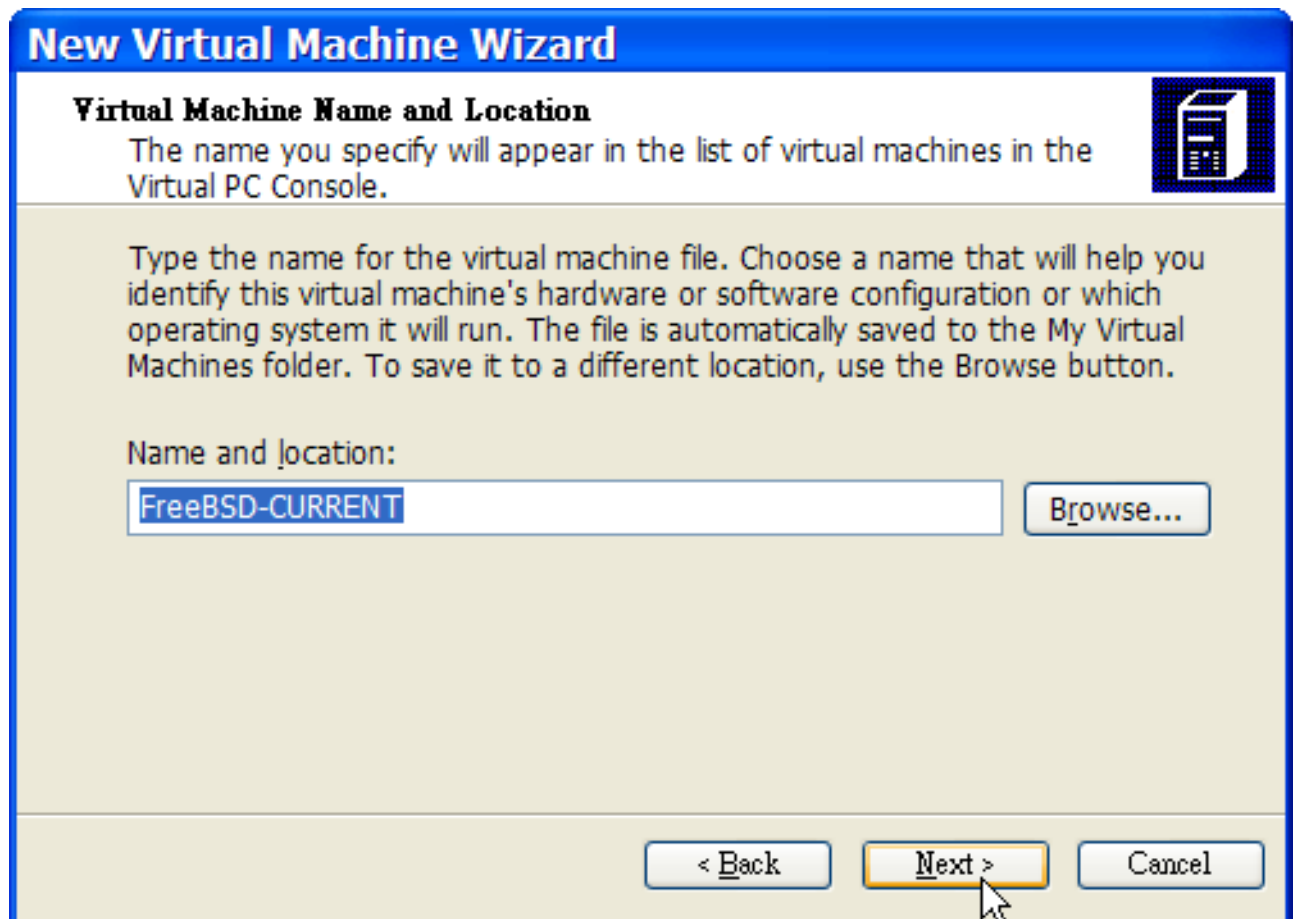 New Virtual Machine Wizard
Virtual Machine Name and Location
The name you specify will appear in the list of virtual machines in the
Virtual PC Console.
Type the name for the virtual machine file. Choose a name that will help you
identify this virtual machine's hardware or software configuration or which
operating system it will run. The file is automatically saved to the My Virtual
Machines folder. To save it to a different location, use the Browse button.
Name and location:
FreeBSD-CURRENT
Browse...
< Back
Next >
Cancel